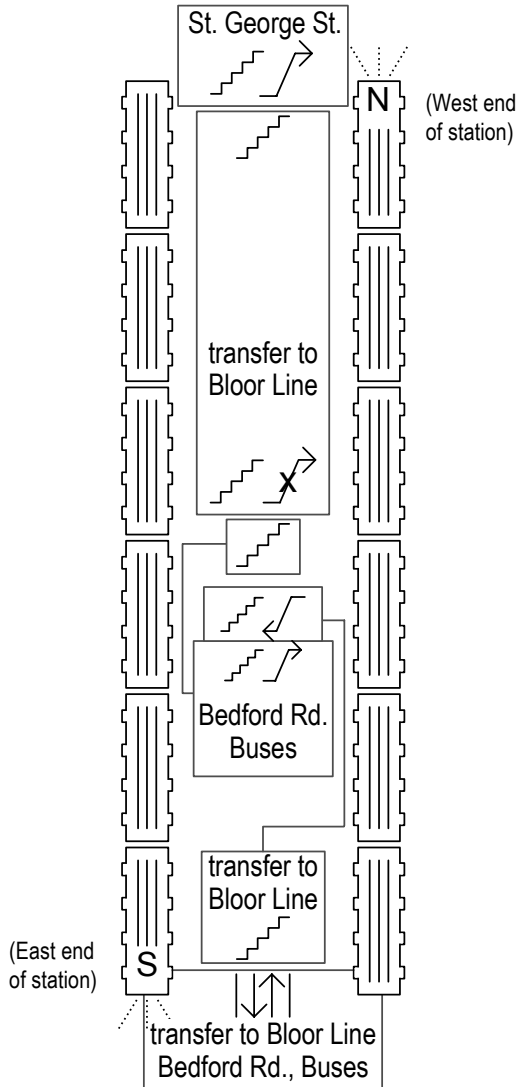 St. George St.
N
(West end
of station)
transfer to
Bloor Line
x
Bedford Rd.
Buses
transfer to
Bloor Line
(East end
of station)
S
transfer to Bloor Line
Bedford Rd., Buses